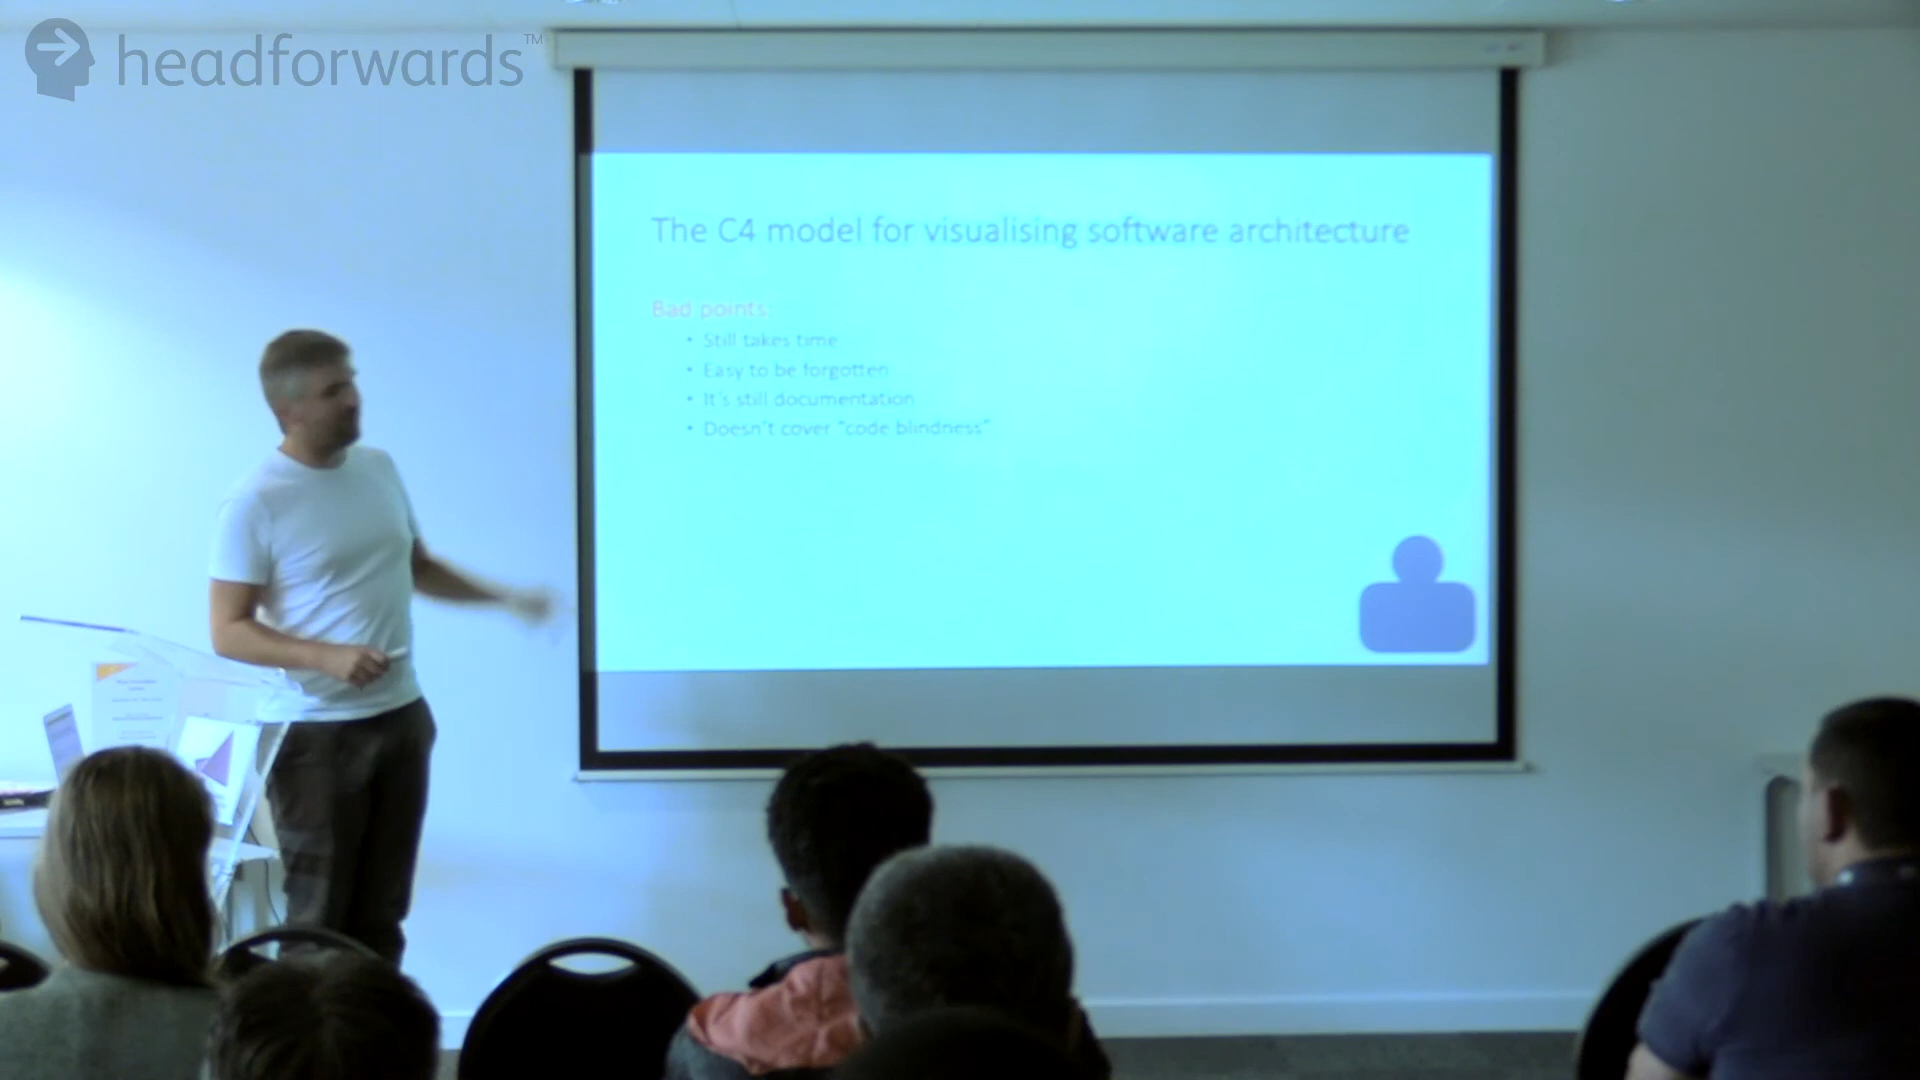 headforwards™
The C4 model for visualising software architecture
Bad points:
• Still takes time
• Easy to be forgotten
• It's still documentation
• Doesn't cover "code blindness"